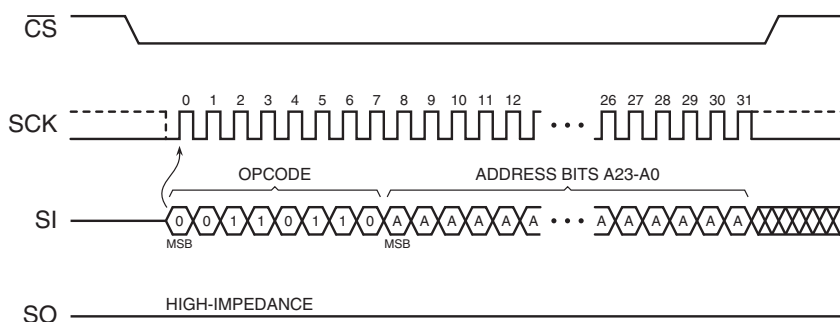 CS
0 1 2 3 4 5 6 7 8 9 10 11 12 26 27 28 29 30 31
SCK
OPCODE ADDRESS BITS A23-A0
SI 0 0 1 1 0 1 1 0 A A A A A A • • • A A A A A A
MSB MSB
HIGH-IMPEDANCE
SO